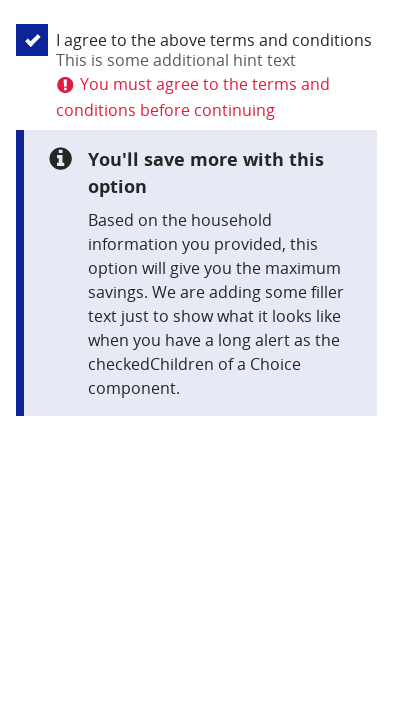 I agree to the above terms and conditions
This is some additional hint text
You must agree to the terms and
conditions before continuing
You'll save more with this
option
Based on the household
information you provided, this
option will give you the maximum
savings. We are adding some filler
text just to show what it looks like
when you have a long alert as the
checkedChildren of a Choice
component.